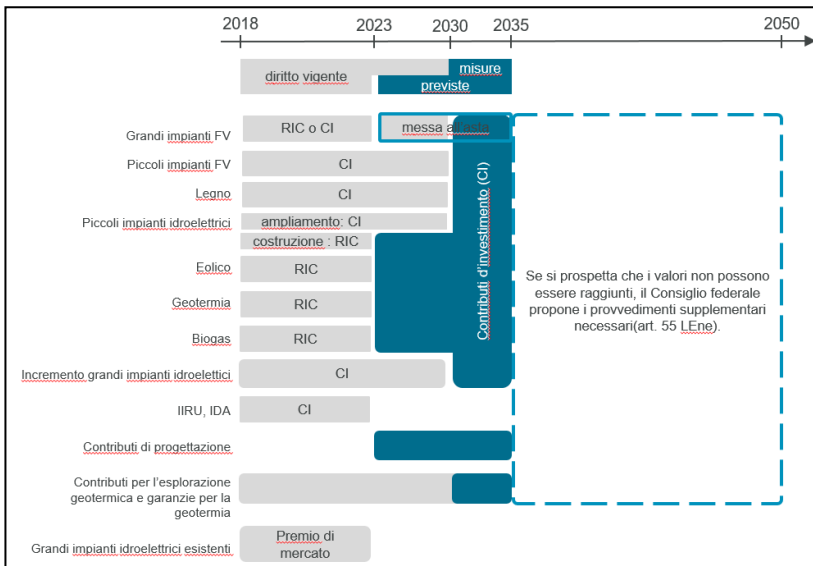 2018 2023 2030 2035 2050
diritto vigente
misure
previste
Grandi impianti FV
RIC o CI
messa all'asta
Piccoli impianti FV
CI
Legno
CI
Piccoli impianti idroelettrici
ampliamento: CI
costruzione : RIC
Eolico
RIC
Geotermia
RIC
Biogas
RIC
Incremento grandi impianti idroelettici
CI
IIRU, IDA
CI
Contributi di progettazione
Contributi per l'esplorazione
geotermica e garanzie per la
geotermia
Grandi impianti idroelettrici esistenti
Premio di
mercato
Contributi d'investimento (CI)
Se si prospetta che i valori non possono
essere raggiunti, il Consiglio federale
propone i provvedimenti supplementari
necessari(art. 55 LEne).